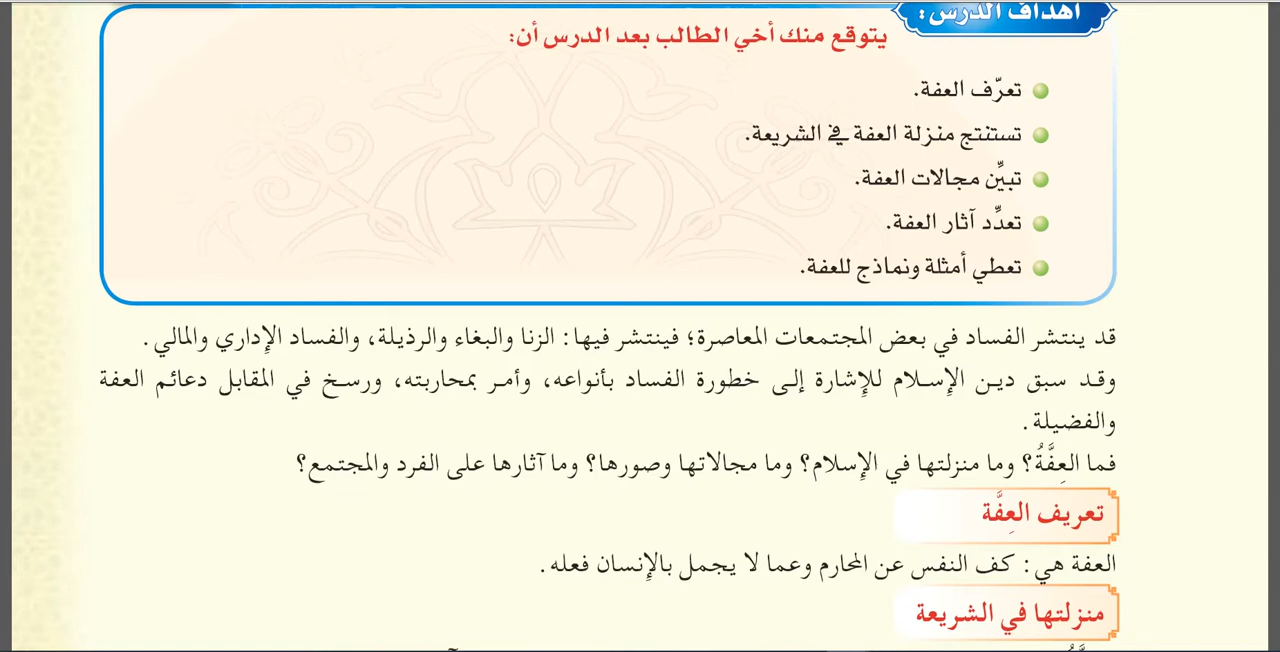 أهداف الدرس:
يتوقع منك أخي الطالب بعد الدرس أن:
تعرّف العفة.
تستنتج منزلة العفة في الشريعة.
تبيِّن مجالات العفة.
تعدِّد آثار العفة.
تعطي أمثلة ونماذج للعفة.
قد ينتشر الفساد في بعض المجتمعات المعاصرة؛ فينتشر فيها: الزنا والبغاء والرذيلة، والفساد الإداري والمالي.
وقد سبق دين الإسلام للإشارة إلى خطورة الفساد بأنواعه، وأمر بمحاربته، ورسخ في المقابل دعائم العفة
والفضيلة.
فما العِفَّةُ؟ وما منزلتها في الإسلام؟ وما مجالاتها وصورها؟ وما آثارها على الفرد والمجتمع؟
تعريف العِفَّة
العفة هي: كف النفس عن المحارم وعما لا يجمل بالإنسان فعله.
منزلتها في الشريعة